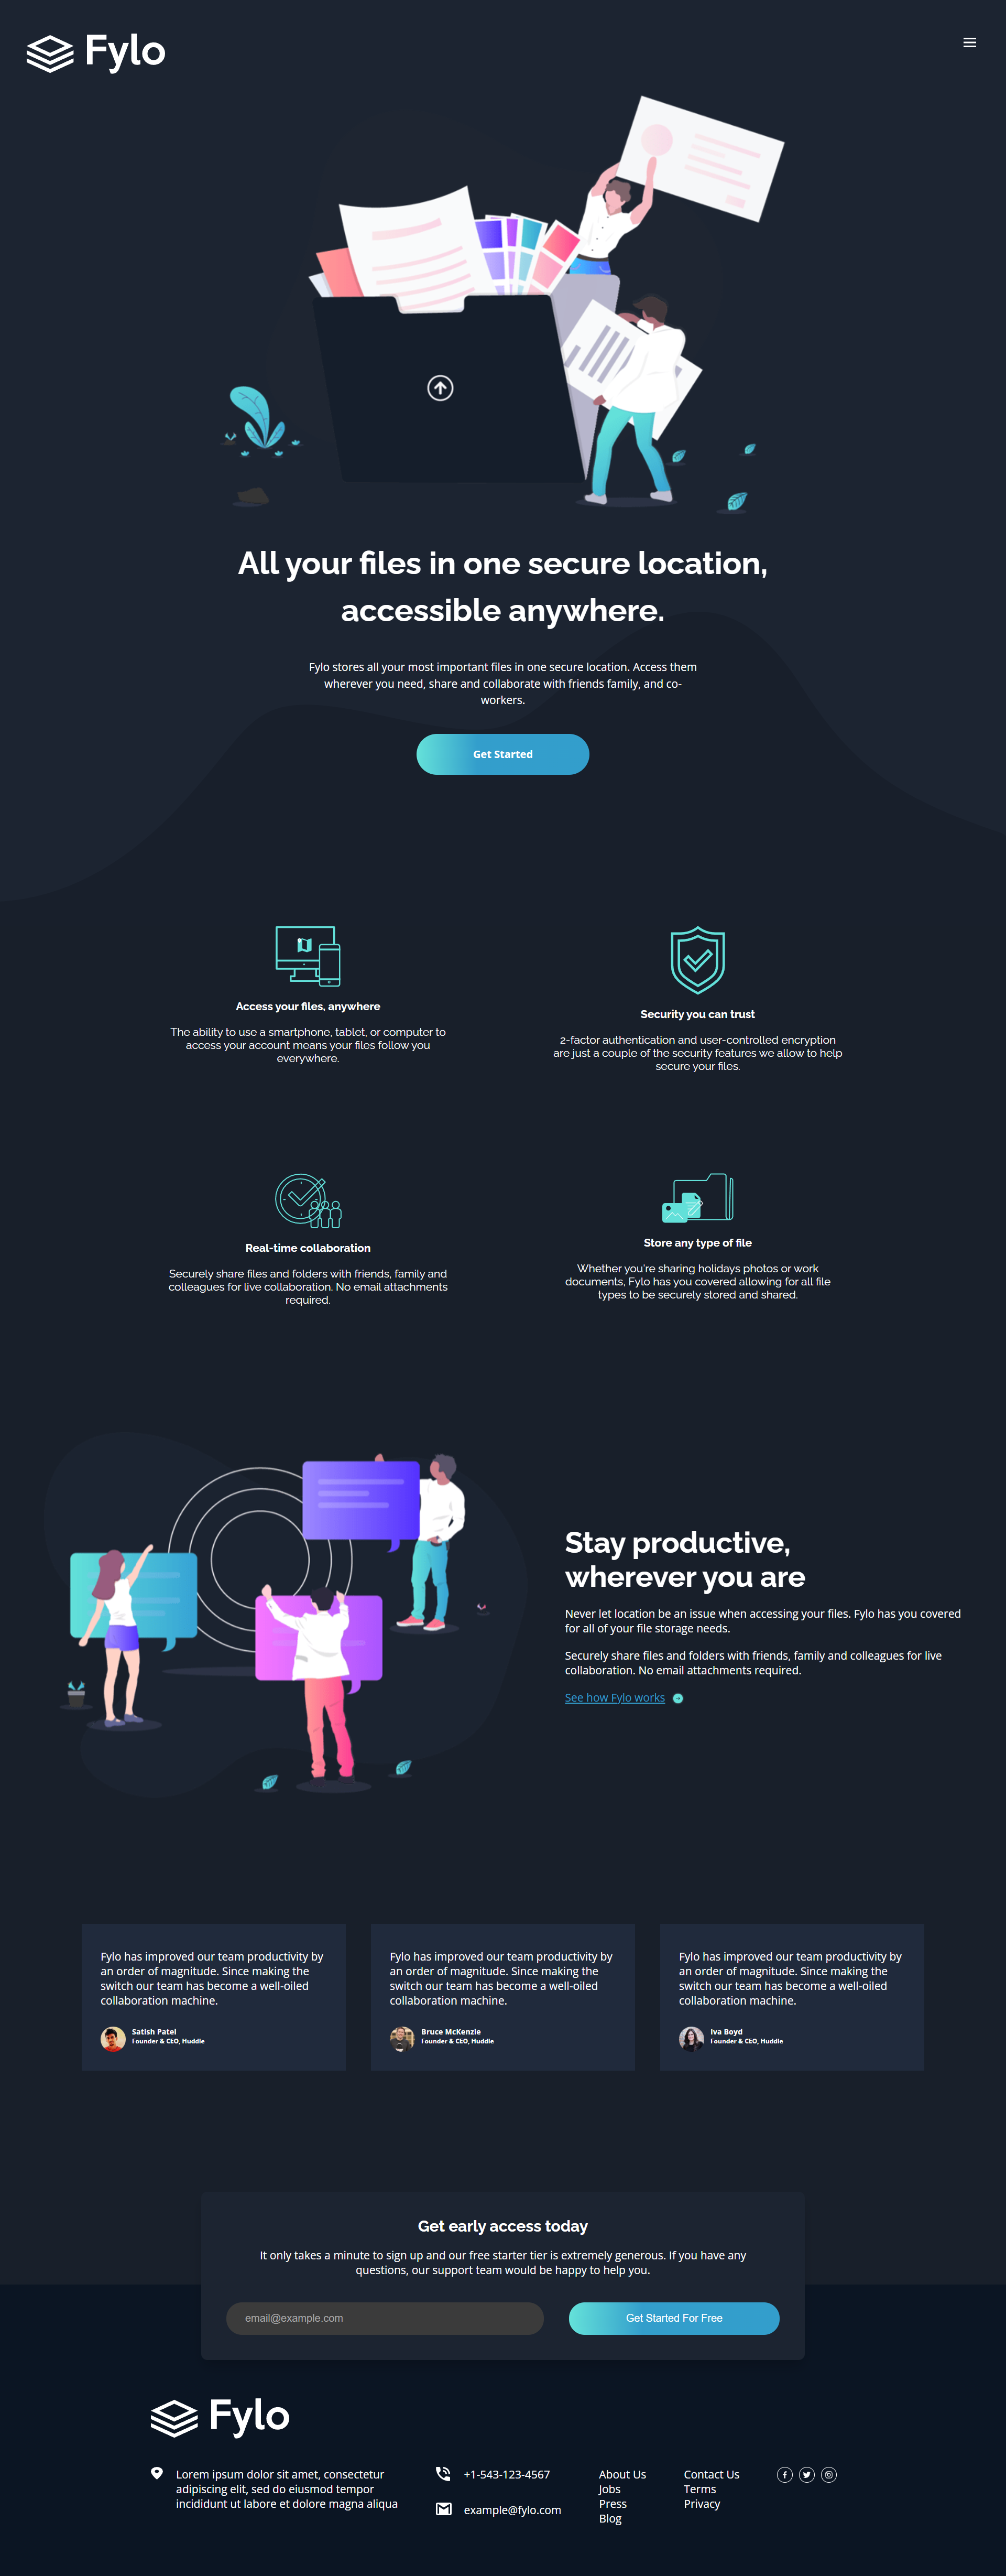 Fylo
All your files in one secure location,
accessible anywhere.
Fylo stores all your most important files in one secure location. Access them
wherever you need, share and collaborate with friends family, and co-
workers.
Get Started
Access your files, anywhere
The ability to use a smartphone, tablet, or computer to
access your account means your files follow you
everywhere.
Security you can trust
2-factor authentication and user-controlled encryption
are just a couple of the security features we allow to help
secure your files.
Real-time collaboration
Securely share files and folders with friends, family and
colleagues for live collaboration. No email attachments
required.
Store any type of file
Whether you're sharing holidays photos or work
documents, Fylo has you covered allowing for all file
types to be securely stored and shared.
Stay productive,
wherever you are
Never let location be an issue when accessing your files. Fylo has you covered
for all of your file storage needs.
Securely share files and folders with friends, family and colleagues for live
collaboration. No email attachments required.
See how Fylo works
Fylo has improved our team productivity by
an order of magnitude. Since making the
switch our team has become a well-oiled
collaboration machine.
Satish Patel
Founder & CEO, Huddle
Fylo has improved our team productivity by
an order of magnitude. Since making the
switch our team has become a well-oiled
collaboration machine.
Bruce McKenzie
Founder & CEO, Huddle
Fylo has improved our team productivity by
an order of magnitude. Since making the
switch our team has become a well-oiled
collaboration machine.
Iva Boyd
Founder & CEO, Huddle
Get early access today
It only takes a minute to sign up and our free starter tier is extremely generous. If you have any
questions, our support team would be happy to help you.
email@example.com
Get Started For Free
Fylo
Lorem ipsum dolor sit amet, consectetur
adipiscing elit, sed do eiusmod tempor
incididunt ut labore et dolore magna aliqua
+1-543-123-4567
example@fylo.com
About Us
Jobs
Press
Blog
Contact Us
Terms
Privacy